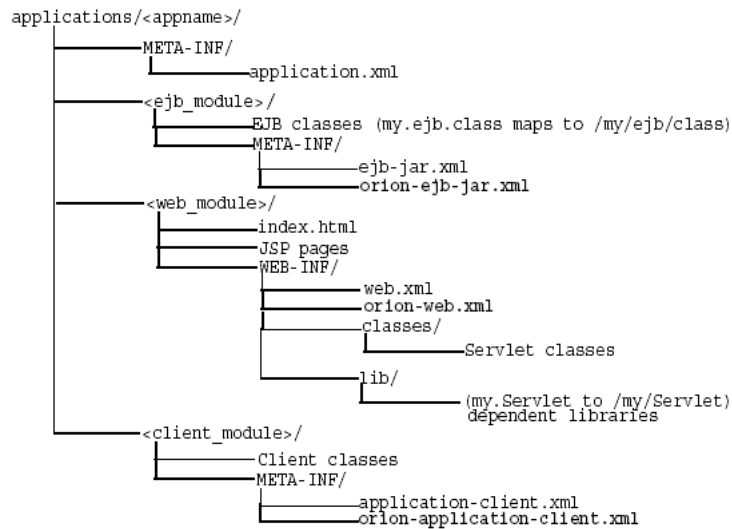 applications/<appname>/
META-INF/
application.xml
<ejb_module>/
EJB classes (my.ejb.class maps to /my/ejb/class)
META-INF/
ejb-jar.xml
orion-ejb-jar.xml
<web_module>/
index.html
JSP pages
WEB-INF/
web.xml
orion-web.xml
classes/
Servlet classes
lib/
(my.Servlet to /my/Servlet)
dependent libraries
<client_module>/
Client classes
META-INF/
application-client.xml
orion-application-client.xml